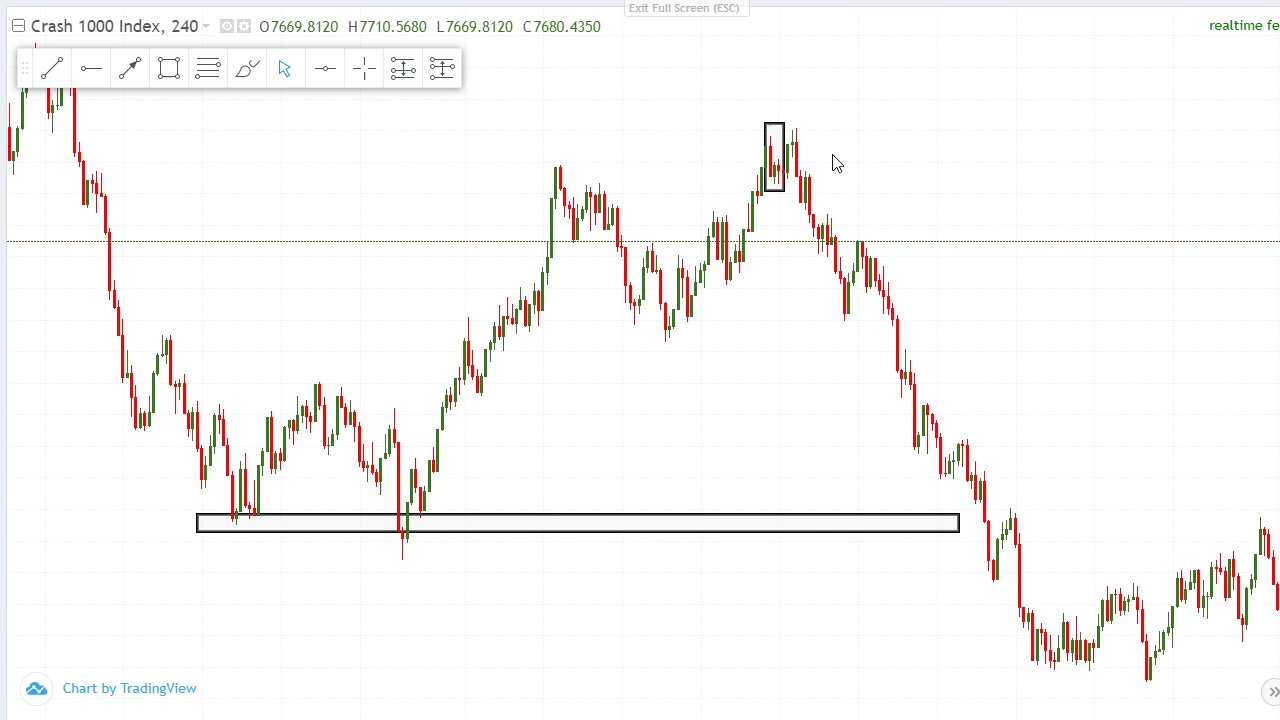 Exit Full Screen (ESC)
Crash 1000 Index, 240 O7669.8120 H7710.5680 L7669.8120 C7680.4350
realtime fe
Chart by TradingView